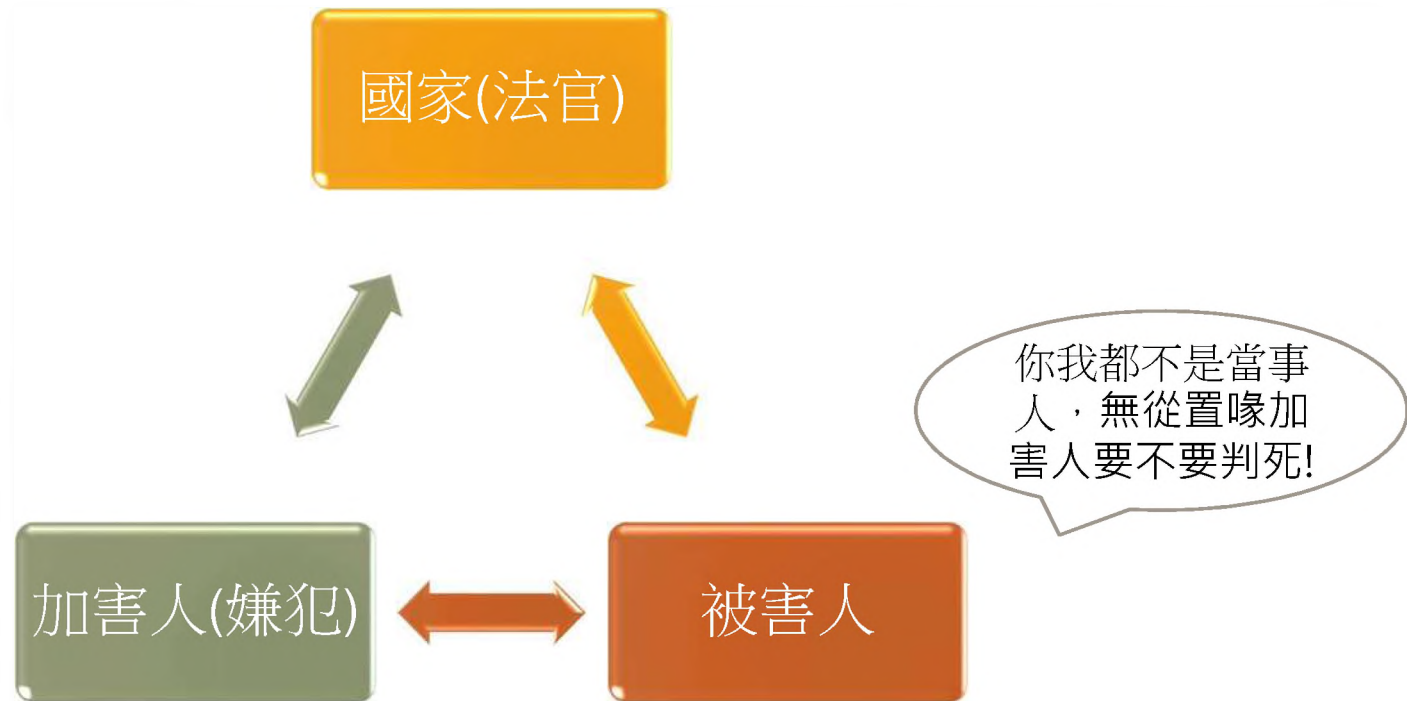 國家(法官)
你我都不是當事
人，無從置喙加
害人要不要判死!
加害人(嫌犯)
被害人